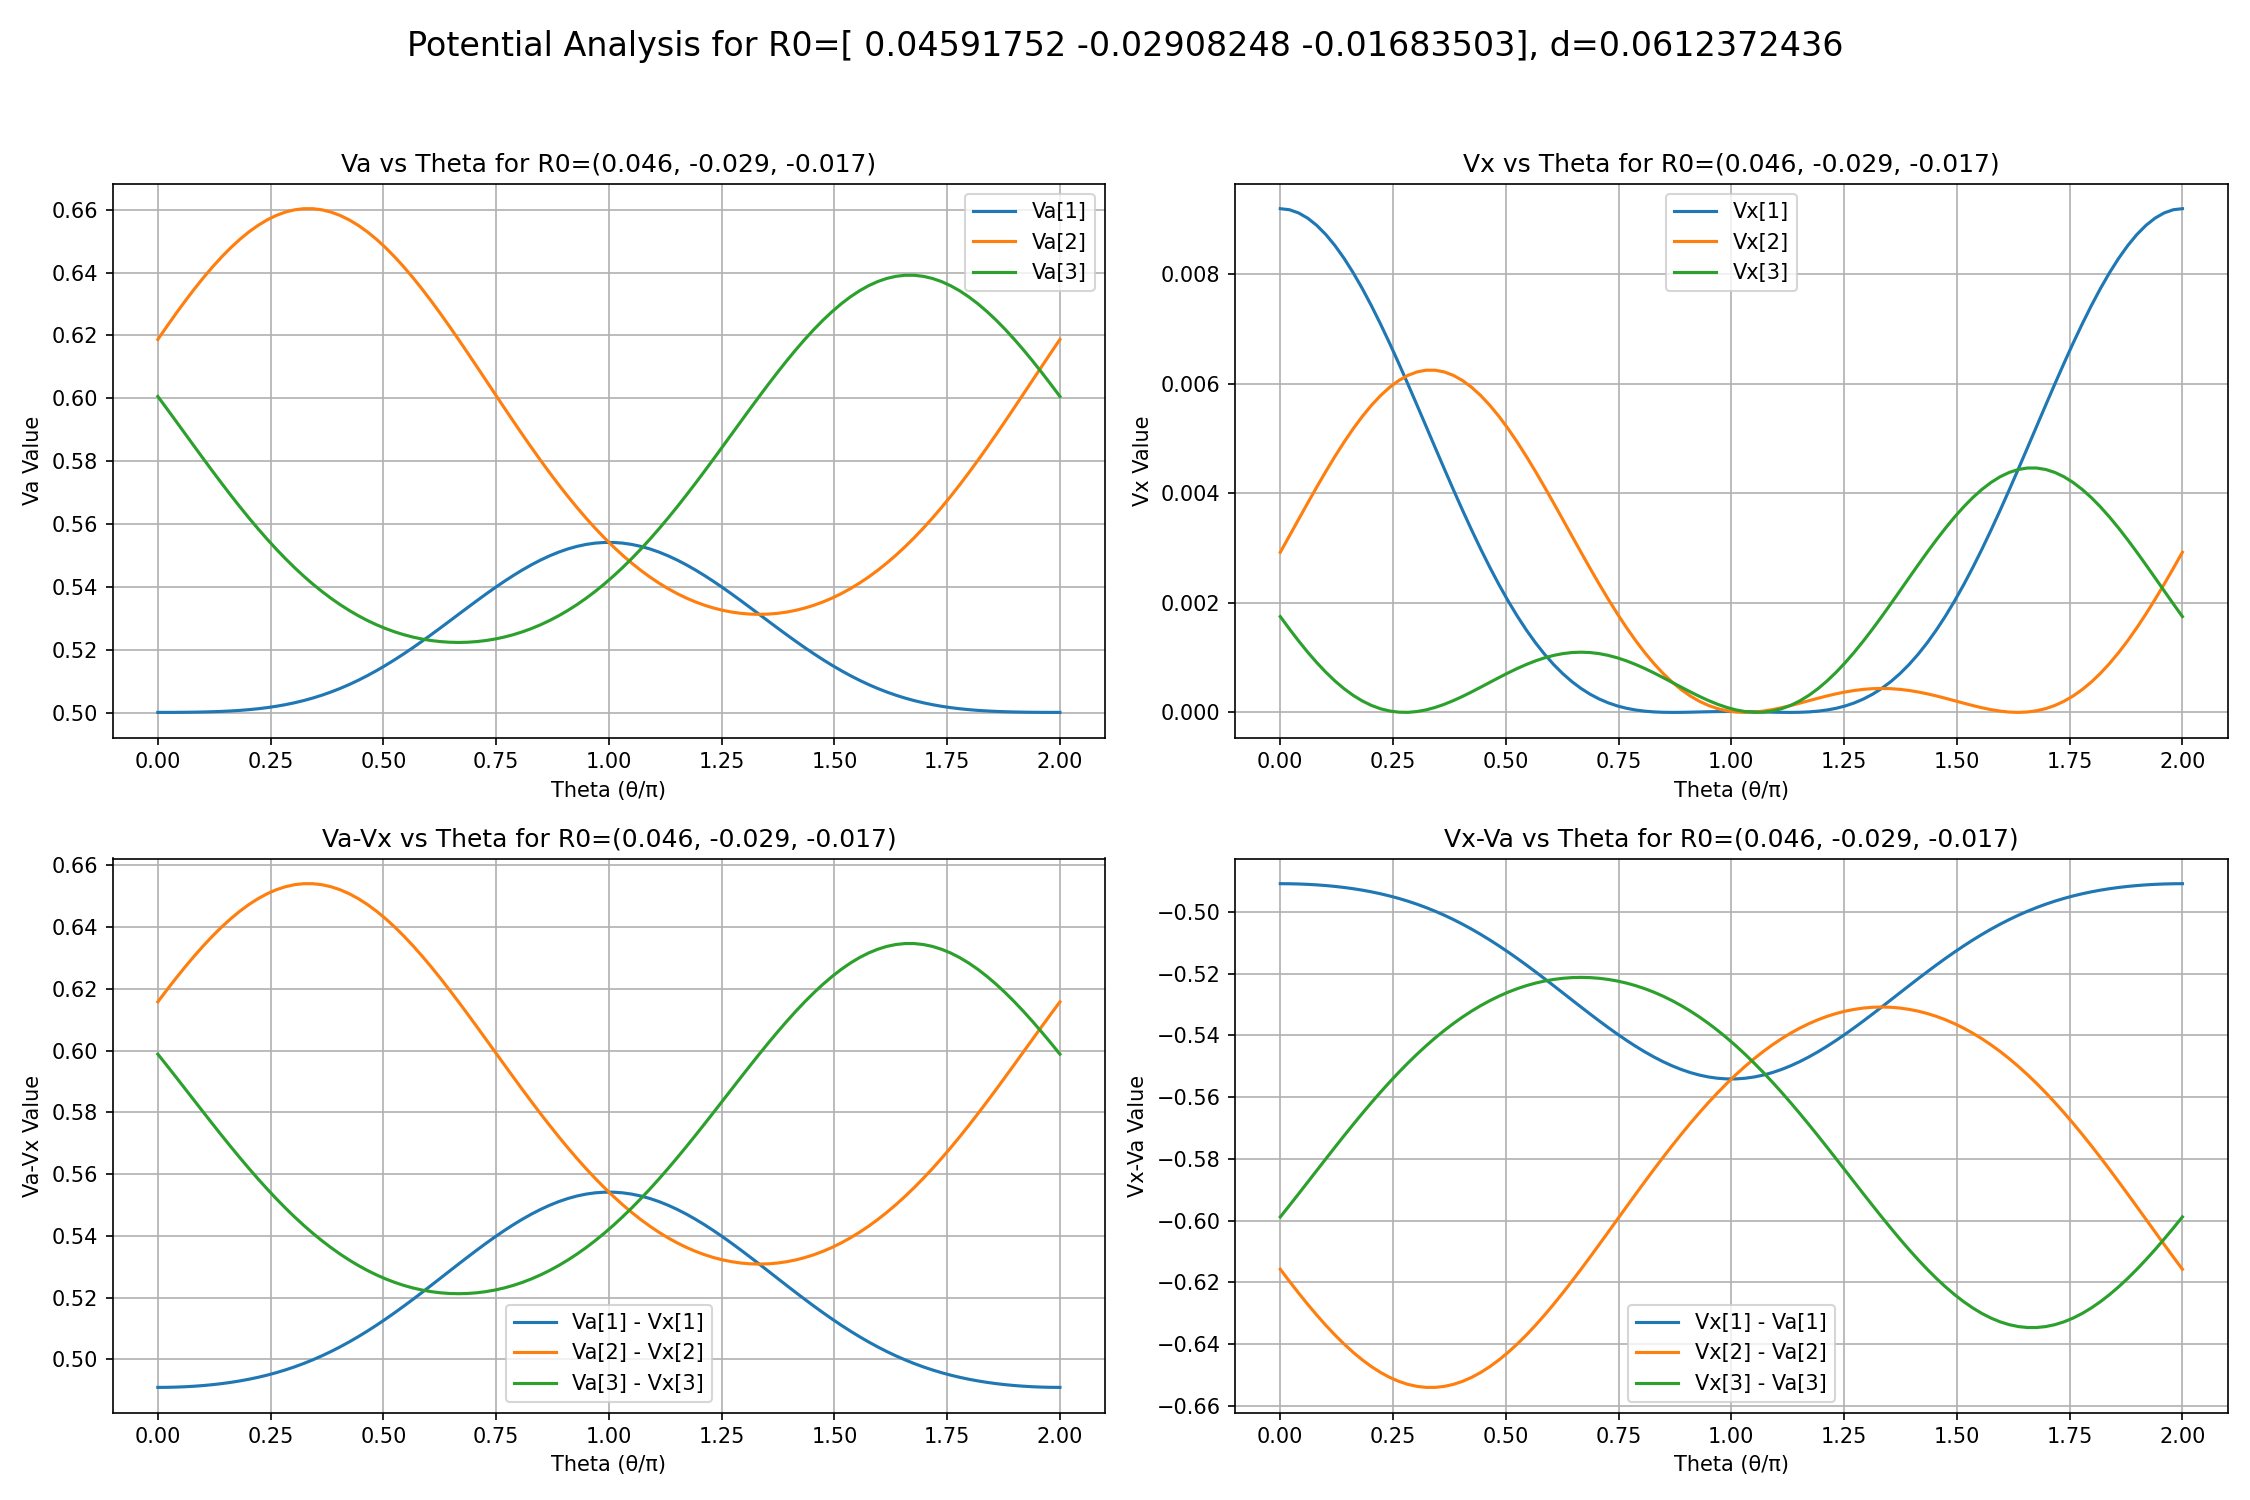 Potential Analysis for R0=[ 0.04591752 -0.02908248 -0.01683503], d=0.0612372436
Va vs Theta for R0=(0.046, -0.029, -0.017)
Va Value
0.66
0.64
0.62
0.60
0.58
0.56
0.54
0.52
0.50
Va[1]
Va[2]
Va[3]
0.00 0.25 0.50 0.75 1.00 1.25 1.50 1.75 2.00
Theta (θ/π)
Vx vs Theta for R0=(0.046, -0.029, -0.017)
Vx Value
0.008
0.006
0.004
0.002
0.000
Vx[1]
Vx[2]
Vx[3]
0.00 0.25 0.50 0.75 1.00 1.25 1.50 1.75 2.00
Theta (θ/π)
Va-Vx vs Theta for R0=(0.046, -0.029, -0.017)
Va-Vx Value
0.66
0.64
0.62
0.60
0.58
0.56
0.54
0.52
0.50
Va[1] - Vx[1]
Va[2] - Vx[2]
Va[3] - Vx[3]
0.00 0.25 0.50 0.75 1.00 1.25 1.50 1.75 2.00
Theta (θ/π)
Vx-Va vs Theta for R0=(0.046, -0.029, -0.017)
Vx-Va Value
−0.50
−0.52
−0.54
−0.56
−0.58
−0.60
−0.62
−0.64
−0.66
Vx[1] - Va[1]
Vx[2] - Va[2]
Vx[3] - Va[3]
0.00 0.25 0.50 0.75 1.00 1.25 1.50 1.75 2.00
Theta (θ/π)